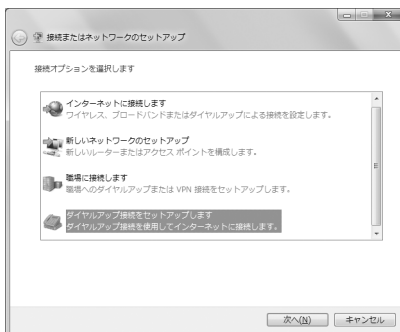 接続またはネットワークのセットアップ
接続オプションを選択します
インターネットに接続します
ワイヤレス、ブロードバンドまたはダイヤルアップによる接続を設定します。
新しいネットワークのセットアップ
新しいルーターまたはアクセス ポイントを構成します。
職場に接続します
職場へのダイヤルアップまたは VPN 接続をセットアップします。
ダイヤルアップ接続をセットアップします
ダイヤルアップ接続を使用してインターネットに接続します。
次へ(N)
キャンセル